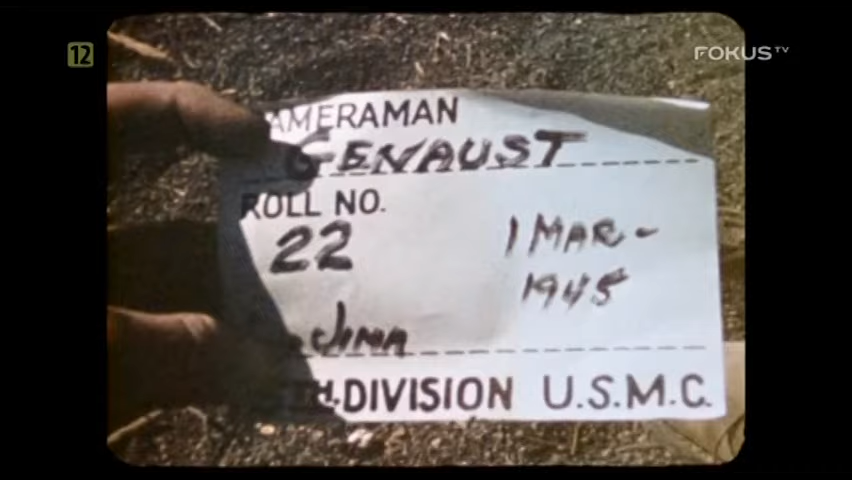 12
FOKUS TV
AMERAMAN
GENAUST
ROLL NO.
22
1 MAR-
1945
JIMA
H.DIVISION U.S.M.C.